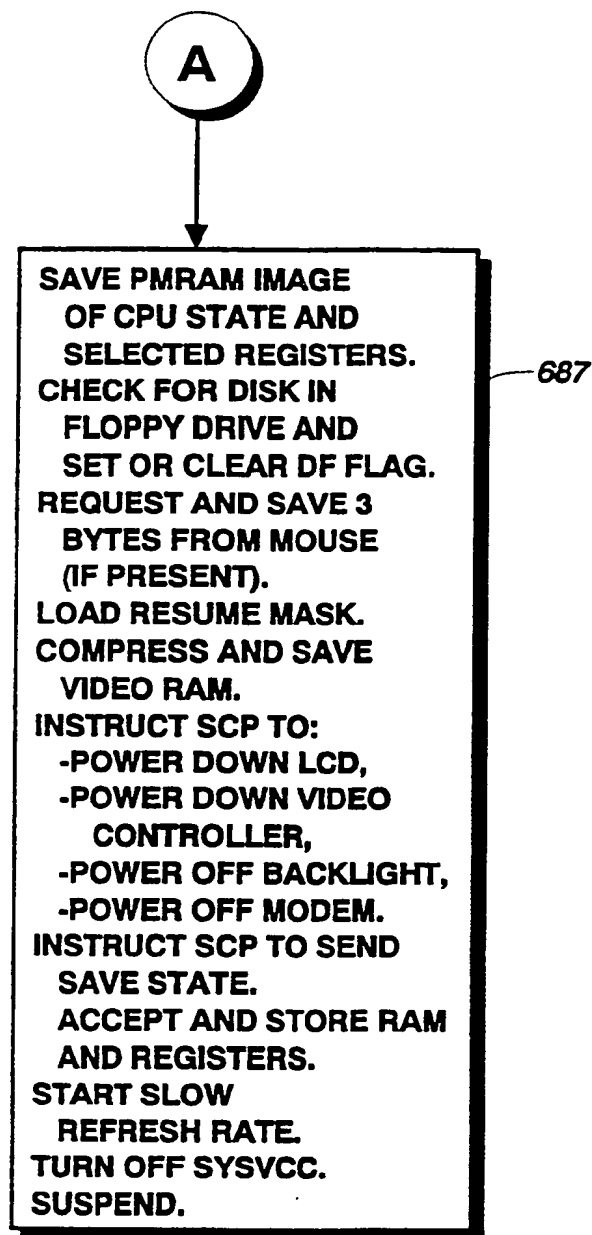 A
SAVE PMRAM IMAGE
OF CPU STATE AND
SELECTED REGISTERS.
CHECK FOR DISK IN
FLOPPY DRIVE AND
SET OR CLEAR DF FLAG.
REQUEST AND SAVE 3
BYTES FROM MOUSE
(IF PRESENT).
LOAD RESUME MASK.
COMPRESS AND SAVE
VIDEO RAM.
INSTRUCT SCP TO:
-POWER DOWN LCD,
-POWER DOWN VIDEO
CONTROLLER,
-POWER OFF BACKLIGHT,
-POWER OFF MODEM.
INSTRUCT SCP TO SEND
SAVE STATE.
ACCEPT AND STORE RAM
AND REGISTERS.
START SLOW
REFRESH RATE.
TURN OFF SYSVCC.
SUSPEND.
687